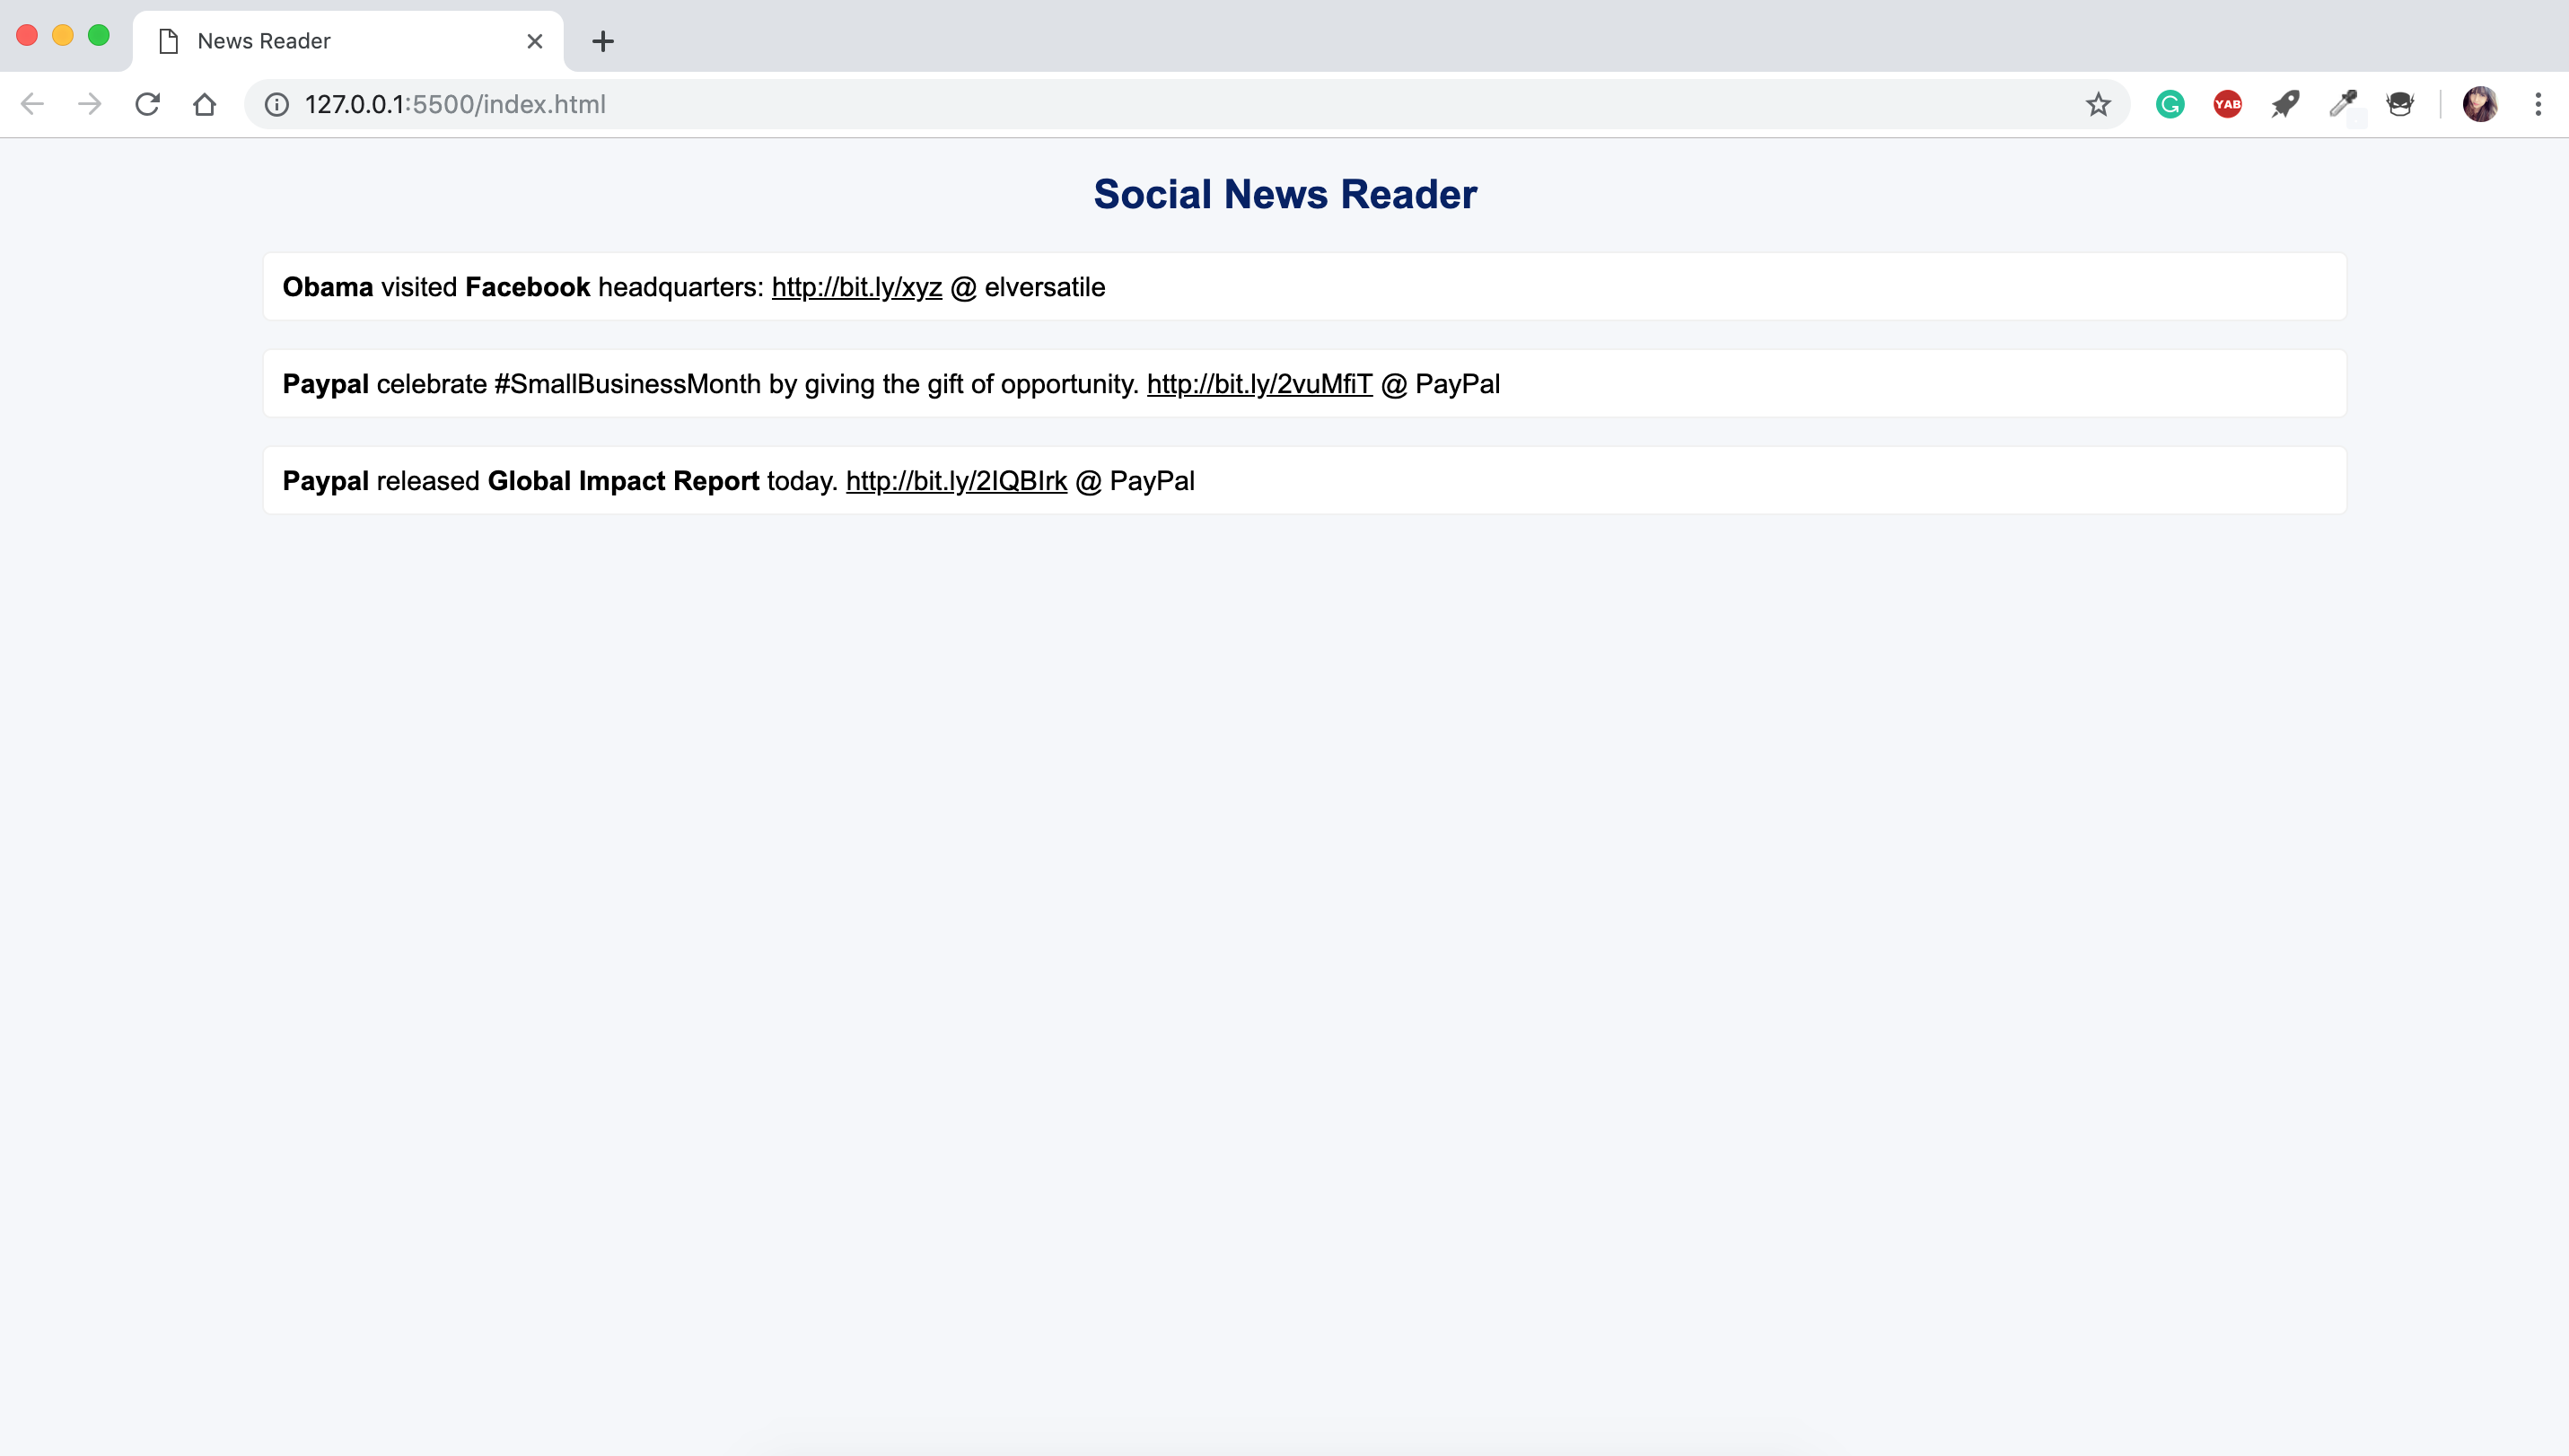 News Reader
127.0.0.1:5500/index.html
YAB
Social News Reader
Obama visited Facebook headquarters: http://bit.ly/xyz @ elversatile
Paypal celebrate #SmallBusinessMonth by giving the gift of opportunity. http://bit.ly/2vuMfiT @ PayPal
Paypal released Global Impact Report today. http://bit.ly/2IQBIrk @ PayPal